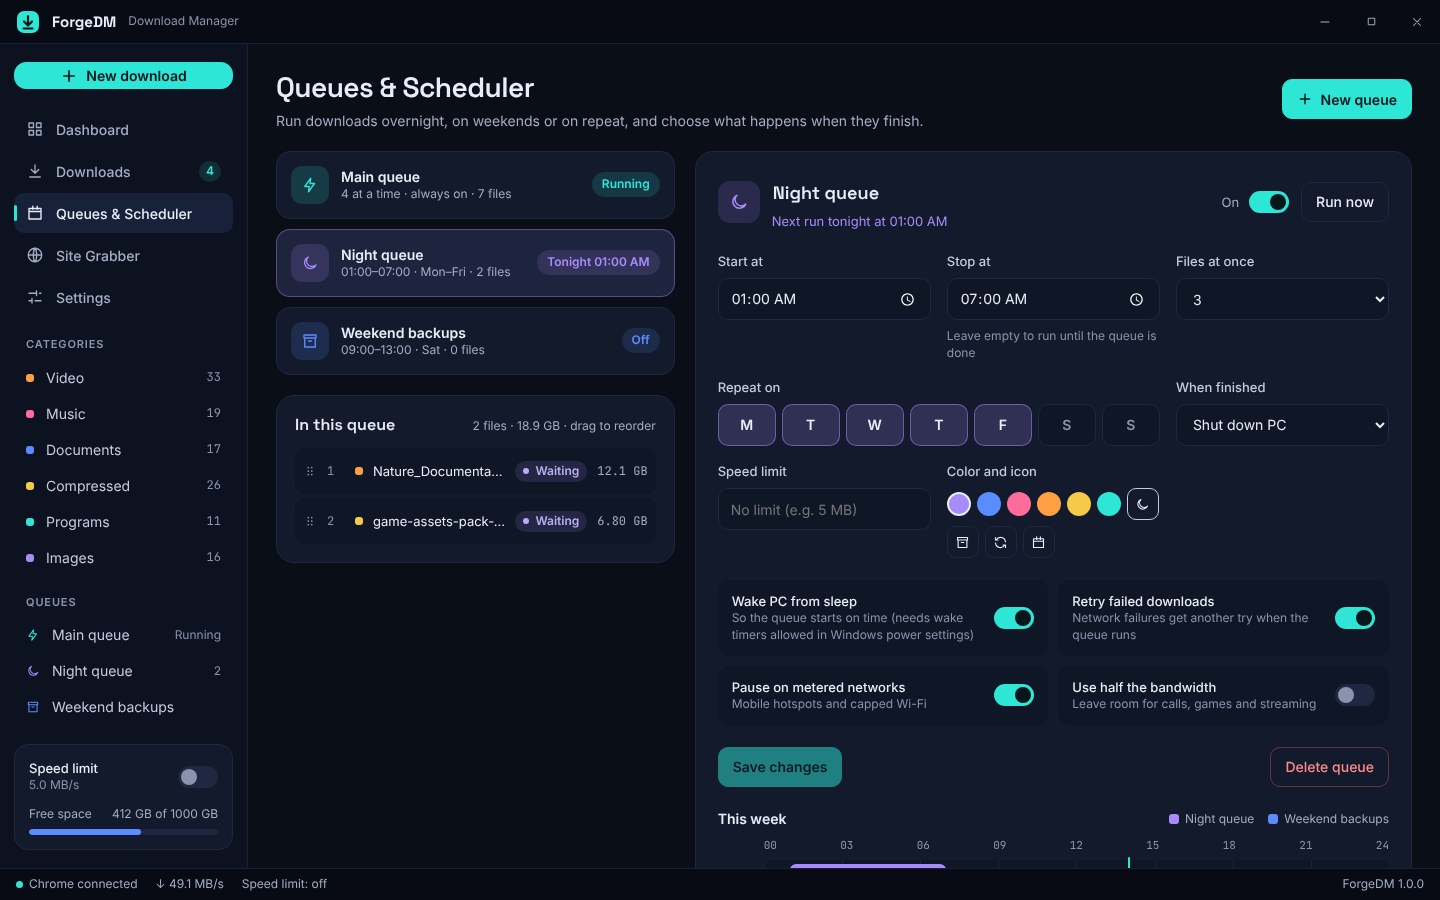 ForgeDM Download Manager
New download
Dashboard
Downloads 4
Queues & Scheduler
Site Grabber
Settings
CATEGORIES
Video 33
Music 19
Documents 17
Compressed 26
Programs 11
Images 16
QUEUES
Main queue Running
Night queue 2
Weekend backups
Speed limit
5.0 MB/s
Free space 412 GB of 1000 GB
Queues & Scheduler
Run downloads overnight, on weekends or on repeat, and choose what happens when they finish.
New queue
Main queue
4 at a time · always on · 7 files
Running
Night queue
01:00–07:00 · Mon–Fri · 2 files
Tonight 01:00 AM
Weekend backups
09:00–13:00 · Sat · 0 files
Off
In this queue
2 files · 18.9 GB · drag to reorder
1 Nature_Documenta... Waiting 12.1 GB
2 game-assets-pack-... Waiting 6.80 GB
Night queue
Next run tonight at 01:00 AM
On
Run now
Start at
01:00 AM
Stop at
07:00 AM
Leave empty to run until the queue is
done
Files at once
3
Repeat on
M T W T F S S
When finished
Shut down PC
Speed limit
No limit (e.g. 5 MB)
Color and icon
Wake PC from sleep
So the queue starts on time (needs wake
timers allowed in Windows power settings)
Retry failed downloads
Network failures get another try when the
queue runs
Pause on metered networks
Mobile hotspots and capped Wi-Fi
Use half the bandwidth
Leave room for calls, games and streaming
Save changes
Delete queue
This week
Night queue Weekend backups
00 03 06 09 12 15 18 21 24
Chrome connected
49.1 MB/s
Speed limit: off
ForgeDM 1.0.0